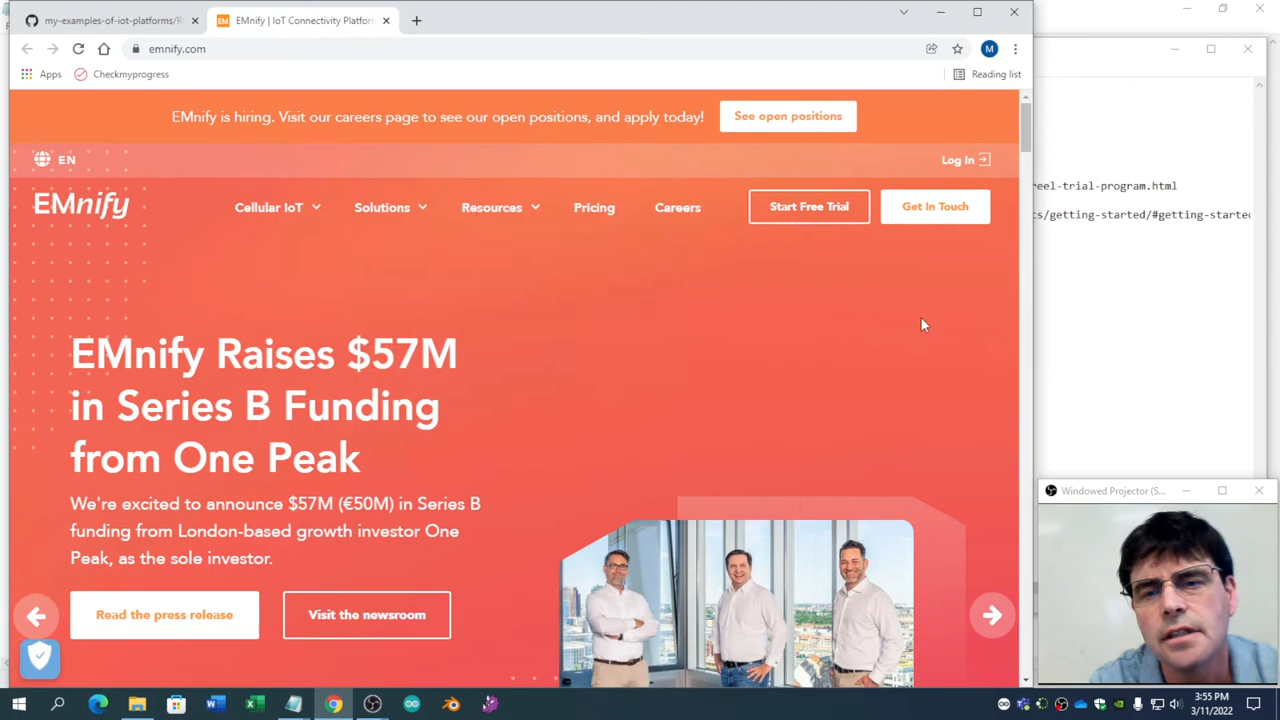 my-examples-of-iot-platforms/R
EMnify | IoT Connectivity Platform
emnify.com
M
Apps
Checkmyprogress
Reading list
EMnify is hiring. Visit our careers page to see our open positions, and apply today!
See open positions
EN
Log In
EMnify
Cellular IoT
Solutions
Resources
Pricing
Careers
Start Free Trial
Get In Touch
reel-trial-program.html
ts/getting-started/#getting-started
EMnify Raises $57M
in Series B Funding
from One Peak
We're excited to announce $57M (€50M) in Series B
funding from London-based growth investor One
Peak, as the sole investor.
Read the press release
Visit the newsroom
Windowed Projector (S...
3:55 PM
3/11/2022